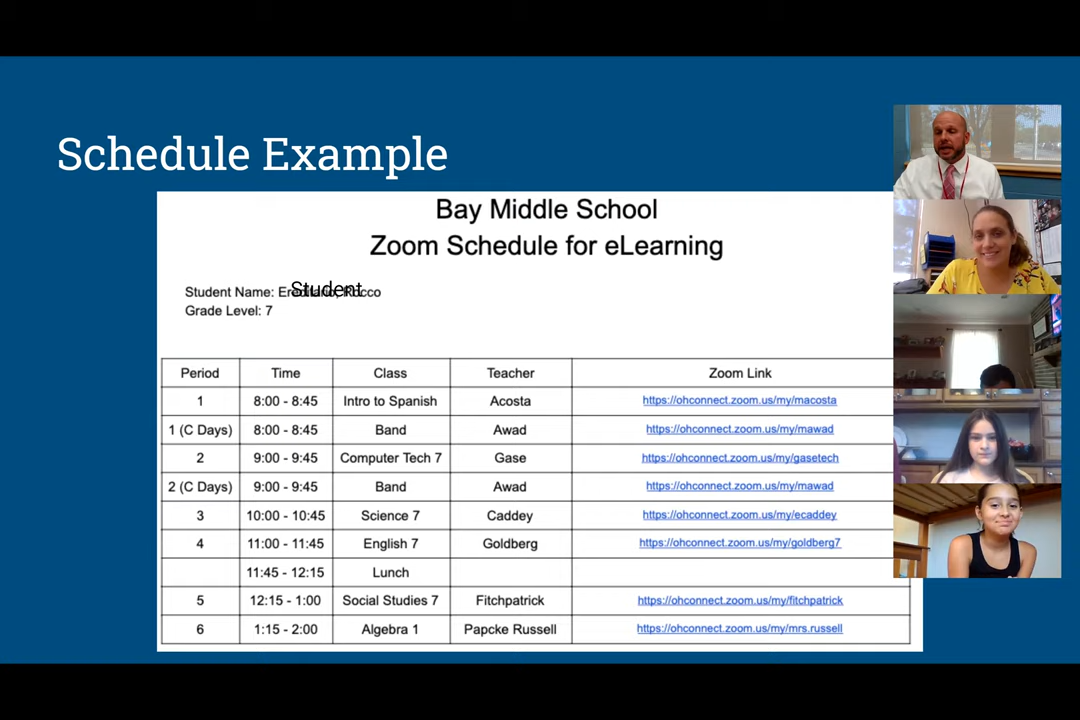 Schedule Example
Bay Middle School
Zoom Schedule for eLearning
Student Name: Student
Grade Level: 7
Period Time Class Teacher Zoom Link
1 8:00 - 8:45 Intro to Spanish Acosta https://ohconnect.zoom.us/my/macosta
1 (C Days) 8:00 - 8:45 Band Awad https://ohconnect.zoom.us/my/mawad
2 9:00 - 9:45 Computer Tech 7 Gase https://ohconnect.zoom.us/my/gasetech
2 (C Days) 9:00 - 9:45 Band Awad https://ohconnect.zoom.us/my/mawad
3 10:00 - 10:45 Science 7 Caddey https://ohconnect.zoom.us/my/ecaddey
4 11:00 - 11:45 English 7 Goldberg https://ohconnect.zoom.us/my/goldberg7
11:45 - 12:15 Lunch
5 12:15 - 1:00 Social Studies 7 Fitchpatrick https://ohconnect.zoom.us/my/fitchpatrick
6 1:15 - 2:00 Algebra 1 Papcke Russell https://ohconnect.zoom.us/my/mrs.russell